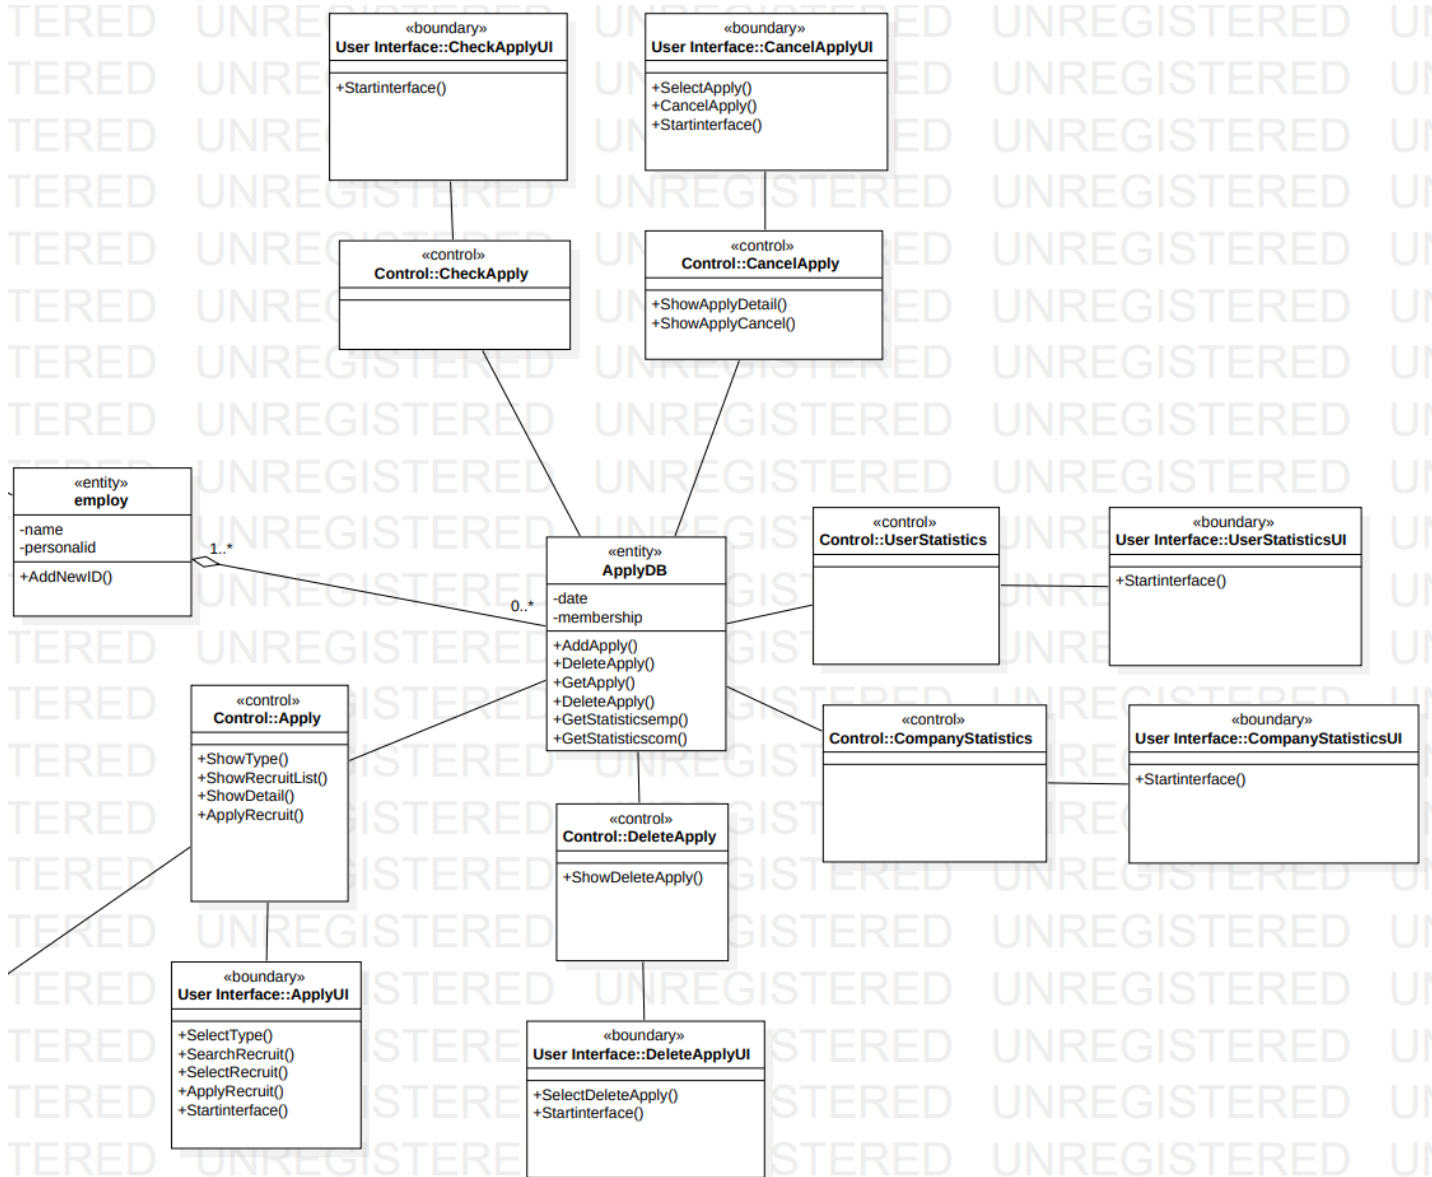 «boundary»
User Interface::CheckApplyUI
+Startinterface()
«boundary»
User Interface::CancelApplyUI
+SelectApply()
+CancelApply()
+Startinterface()
«control»
Control::CheckApply
«control»
Control::CancelApply
+ShowApplyDetail()
+ShowApplyCancel()
«entity»
employ
-name
-personalid
+AddNewID()
1..*
0..*
«entity»
ApplyDB
-date
-membership
+AddApply()
+DeleteApply()
+GetApply()
+DeleteApply()
+GetStatisticsemp()
+GetStatisticscom()
«control»
Control::UserStatistics
«boundary»
User Interface::UserStatisticsUI
+Startinterface()
«control»
Control::Apply
+ShowType()
+ShowRecruitList()
+ShowDetail()
+ApplyRecruit()
«control»
Control::CompanyStatistics
«boundary»
User Interface::CompanyStatisticsUI
+Startinterface()
«control»
Control::DeleteApply
+ShowDeleteApply()
«boundary»
User Interface::ApplyUI
+SelectType()
+SearchRecruit()
+SelectRecruit()
+ApplyRecruit()
+Startinterface()
«boundary»
User Interface::DeleteApplyUI
+SelectDeleteApply()
+Startinterface()
UNREGISTERED